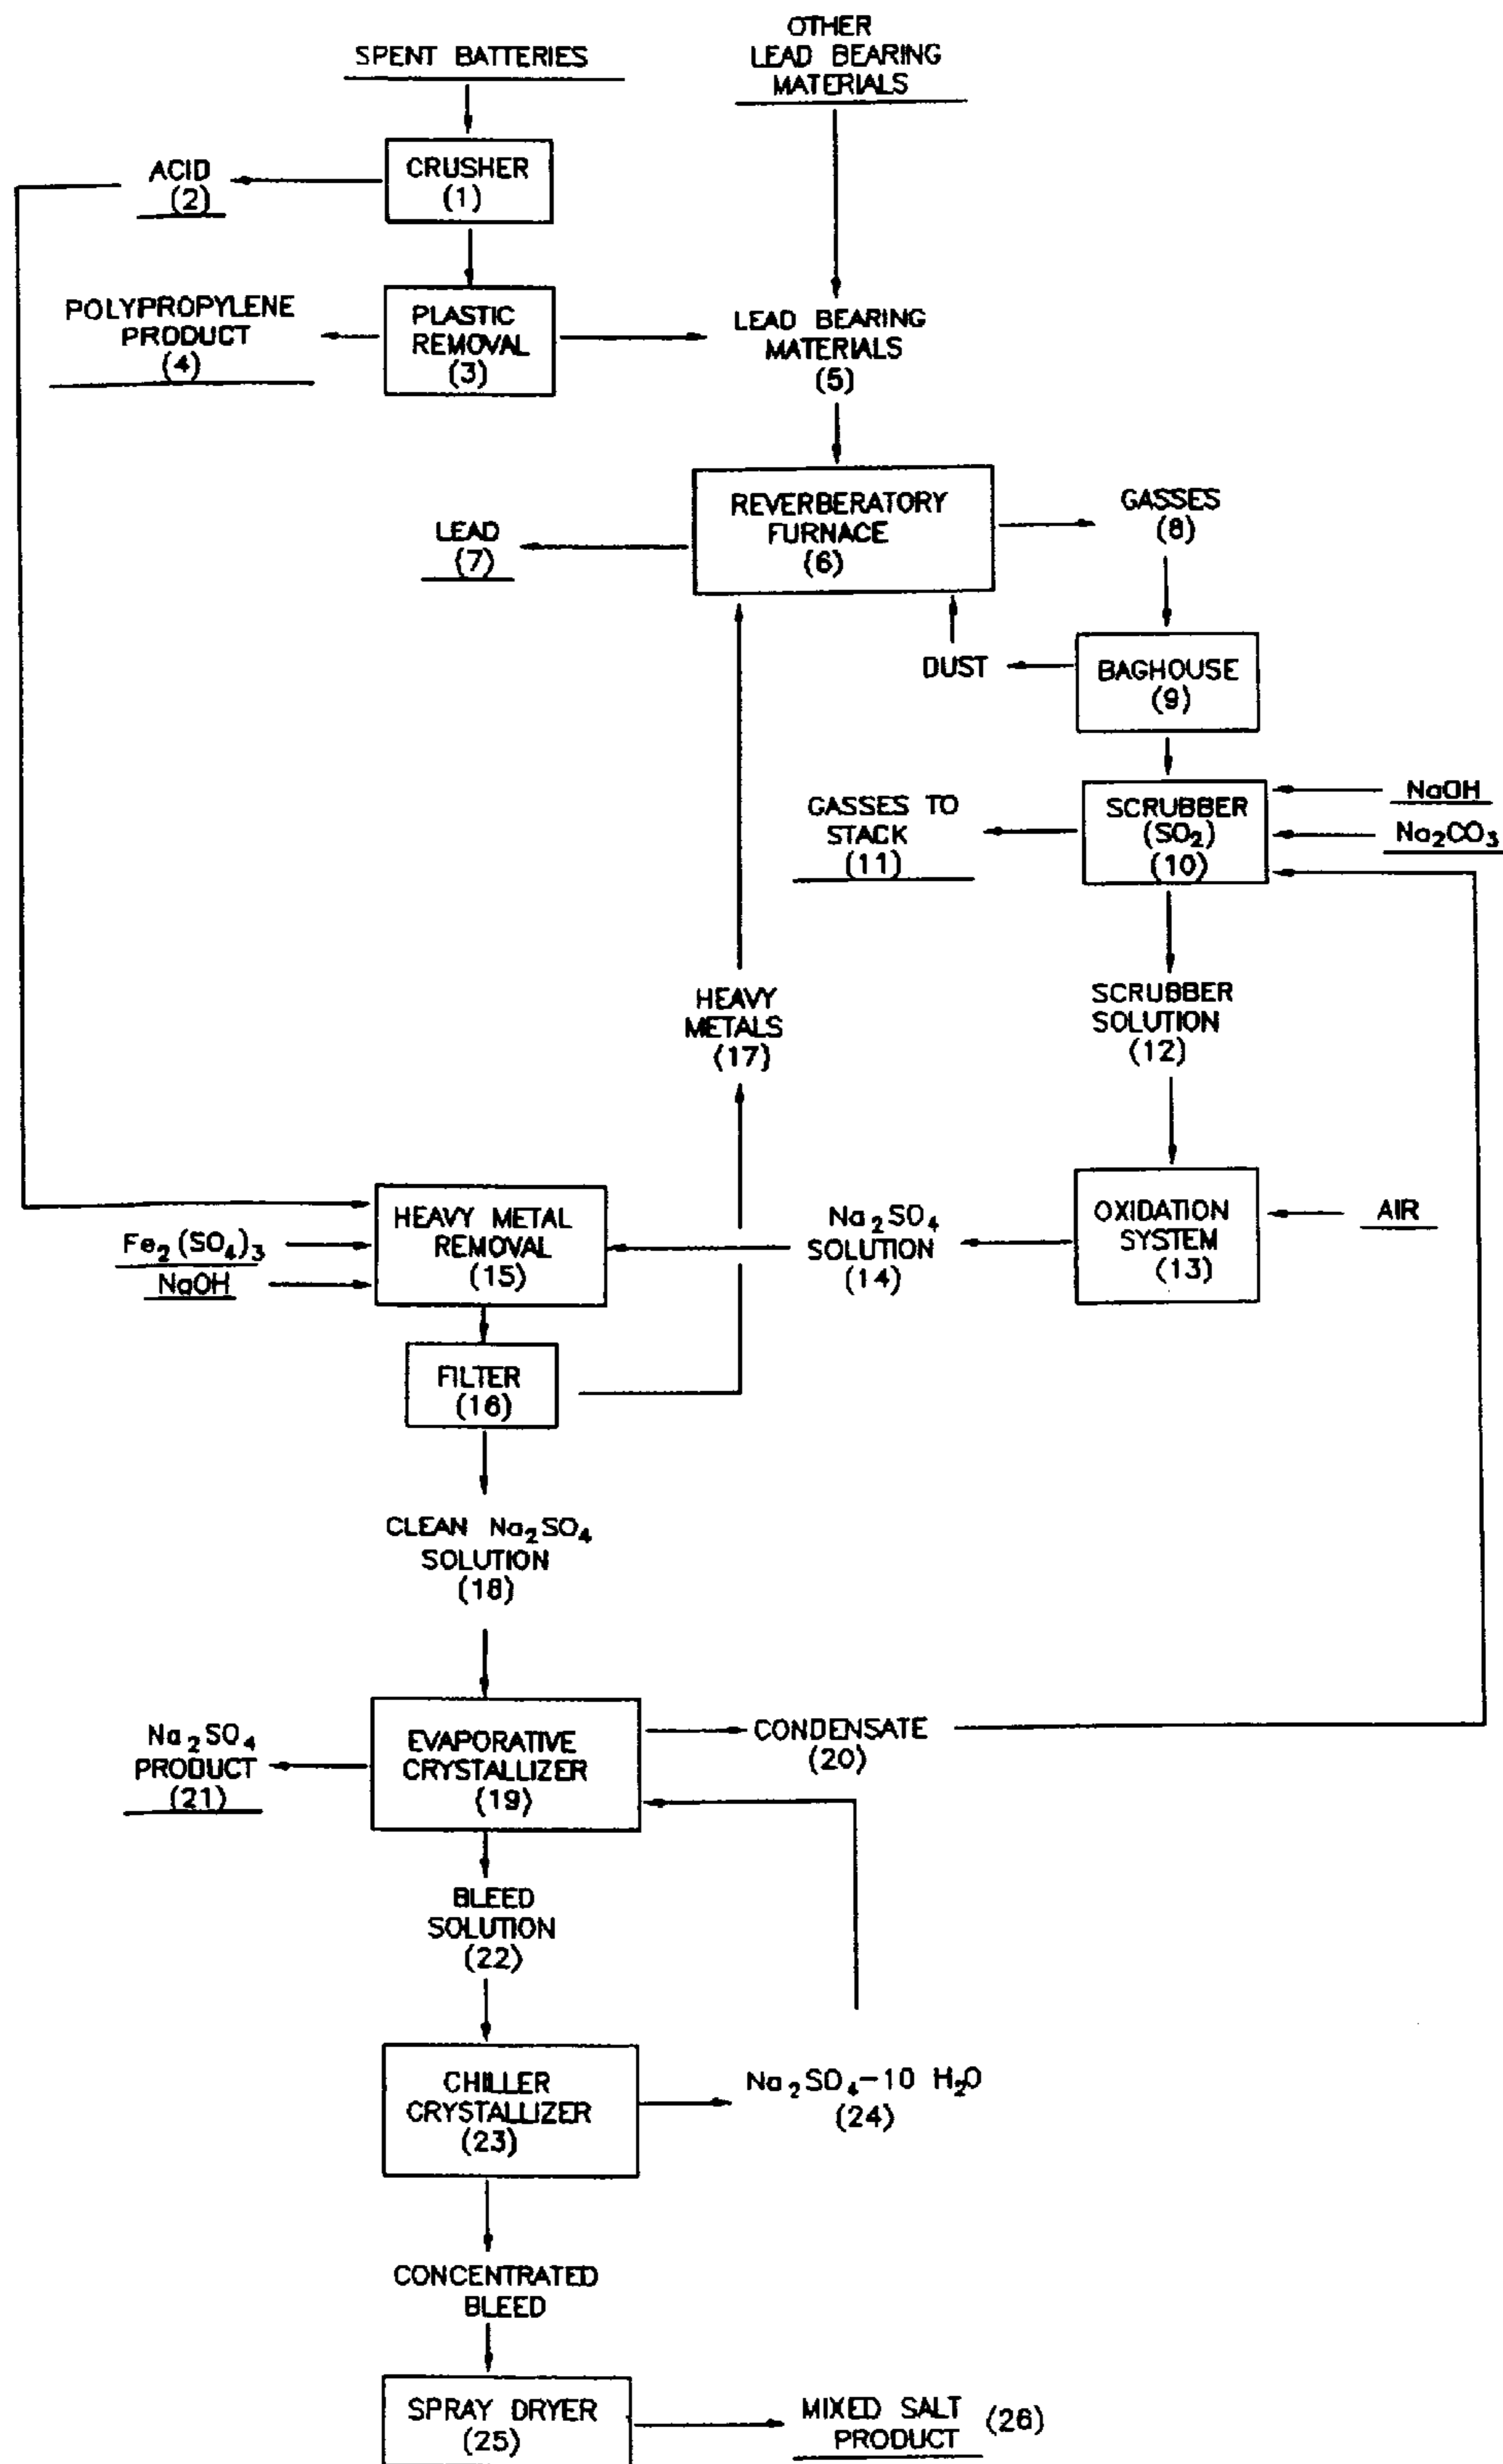 SPENT BATTERIES
OTHER
LEAD BEARING
MATERIALS
CRUSHER
(1)
ACID
(2)
POLYPROPYLENE
PRODUCT
(4)
PLASTIC
REMOVAL
(3)
LEAD BEARING
MATERIALS
(5)
REVERBERATORY
FURNACE
(6)
LEAD
(7)
GASSES
(8)
DUST
BAGHOUSE
(9)
GASSES TO
STACK
(11)
SCRUBBER
(SO₂)
(10)
NaOH
Na₂CO₃
HEAVY
METALS
(17)
SCRUBBER
SOLUTION
(12)
HEAVY METAL
REMOVAL
(15)
Fe₂(SO₄)₃
NaOH
Na₂SO₄
SOLUTION
(14)
OXIDATION
SYSTEM
(13)
AIR
FILTER
(16)
CLEAN Na₂SO₄
SOLUTION
(18)
Na₂SO₄
PRODUCT
(21)
EVAPORATIVE
CRYSTALLIZER
(19)
CONDENSATE
(20)
BLEED
SOLUTION
(22)
CHILLER
CRYSTALLIZER
(23)
Na₂SO₄-10 H₂O
(24)
CONCENTRATED
BLEED
SPRAY DRYER
(25)
MIXED SALT
PRODUCT
(26)